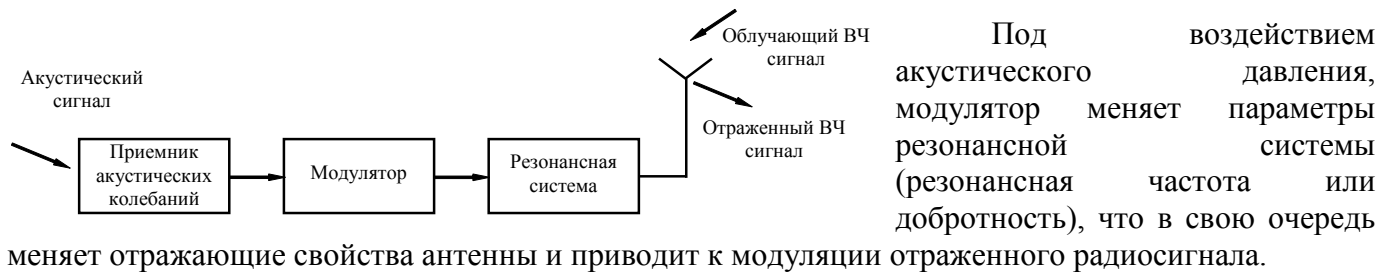 Акустический
сигнал
Приемник
акустических
колебаний
Модулятор
Резонансная
система
Облучающий ВЧ
сигнал
Отраженный ВЧ
сигнал
Под воздействием
акустического давления,
модулятор меняет параметры
резонансной системы
(резонансная частота или
добротность), что в свою очередь
меняет отражающие свойства антенны и приводит к модуляции отраженного радиосигнала.